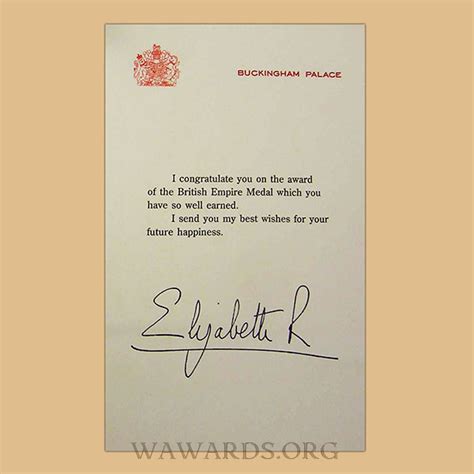 BUCKINGHAM PALACE
I congratulate you on the award
of the British Empire Medal which you
have so well earned.
I send you my best wishes for your
future happiness.
Elizabeth R
WAWARDS.ORG